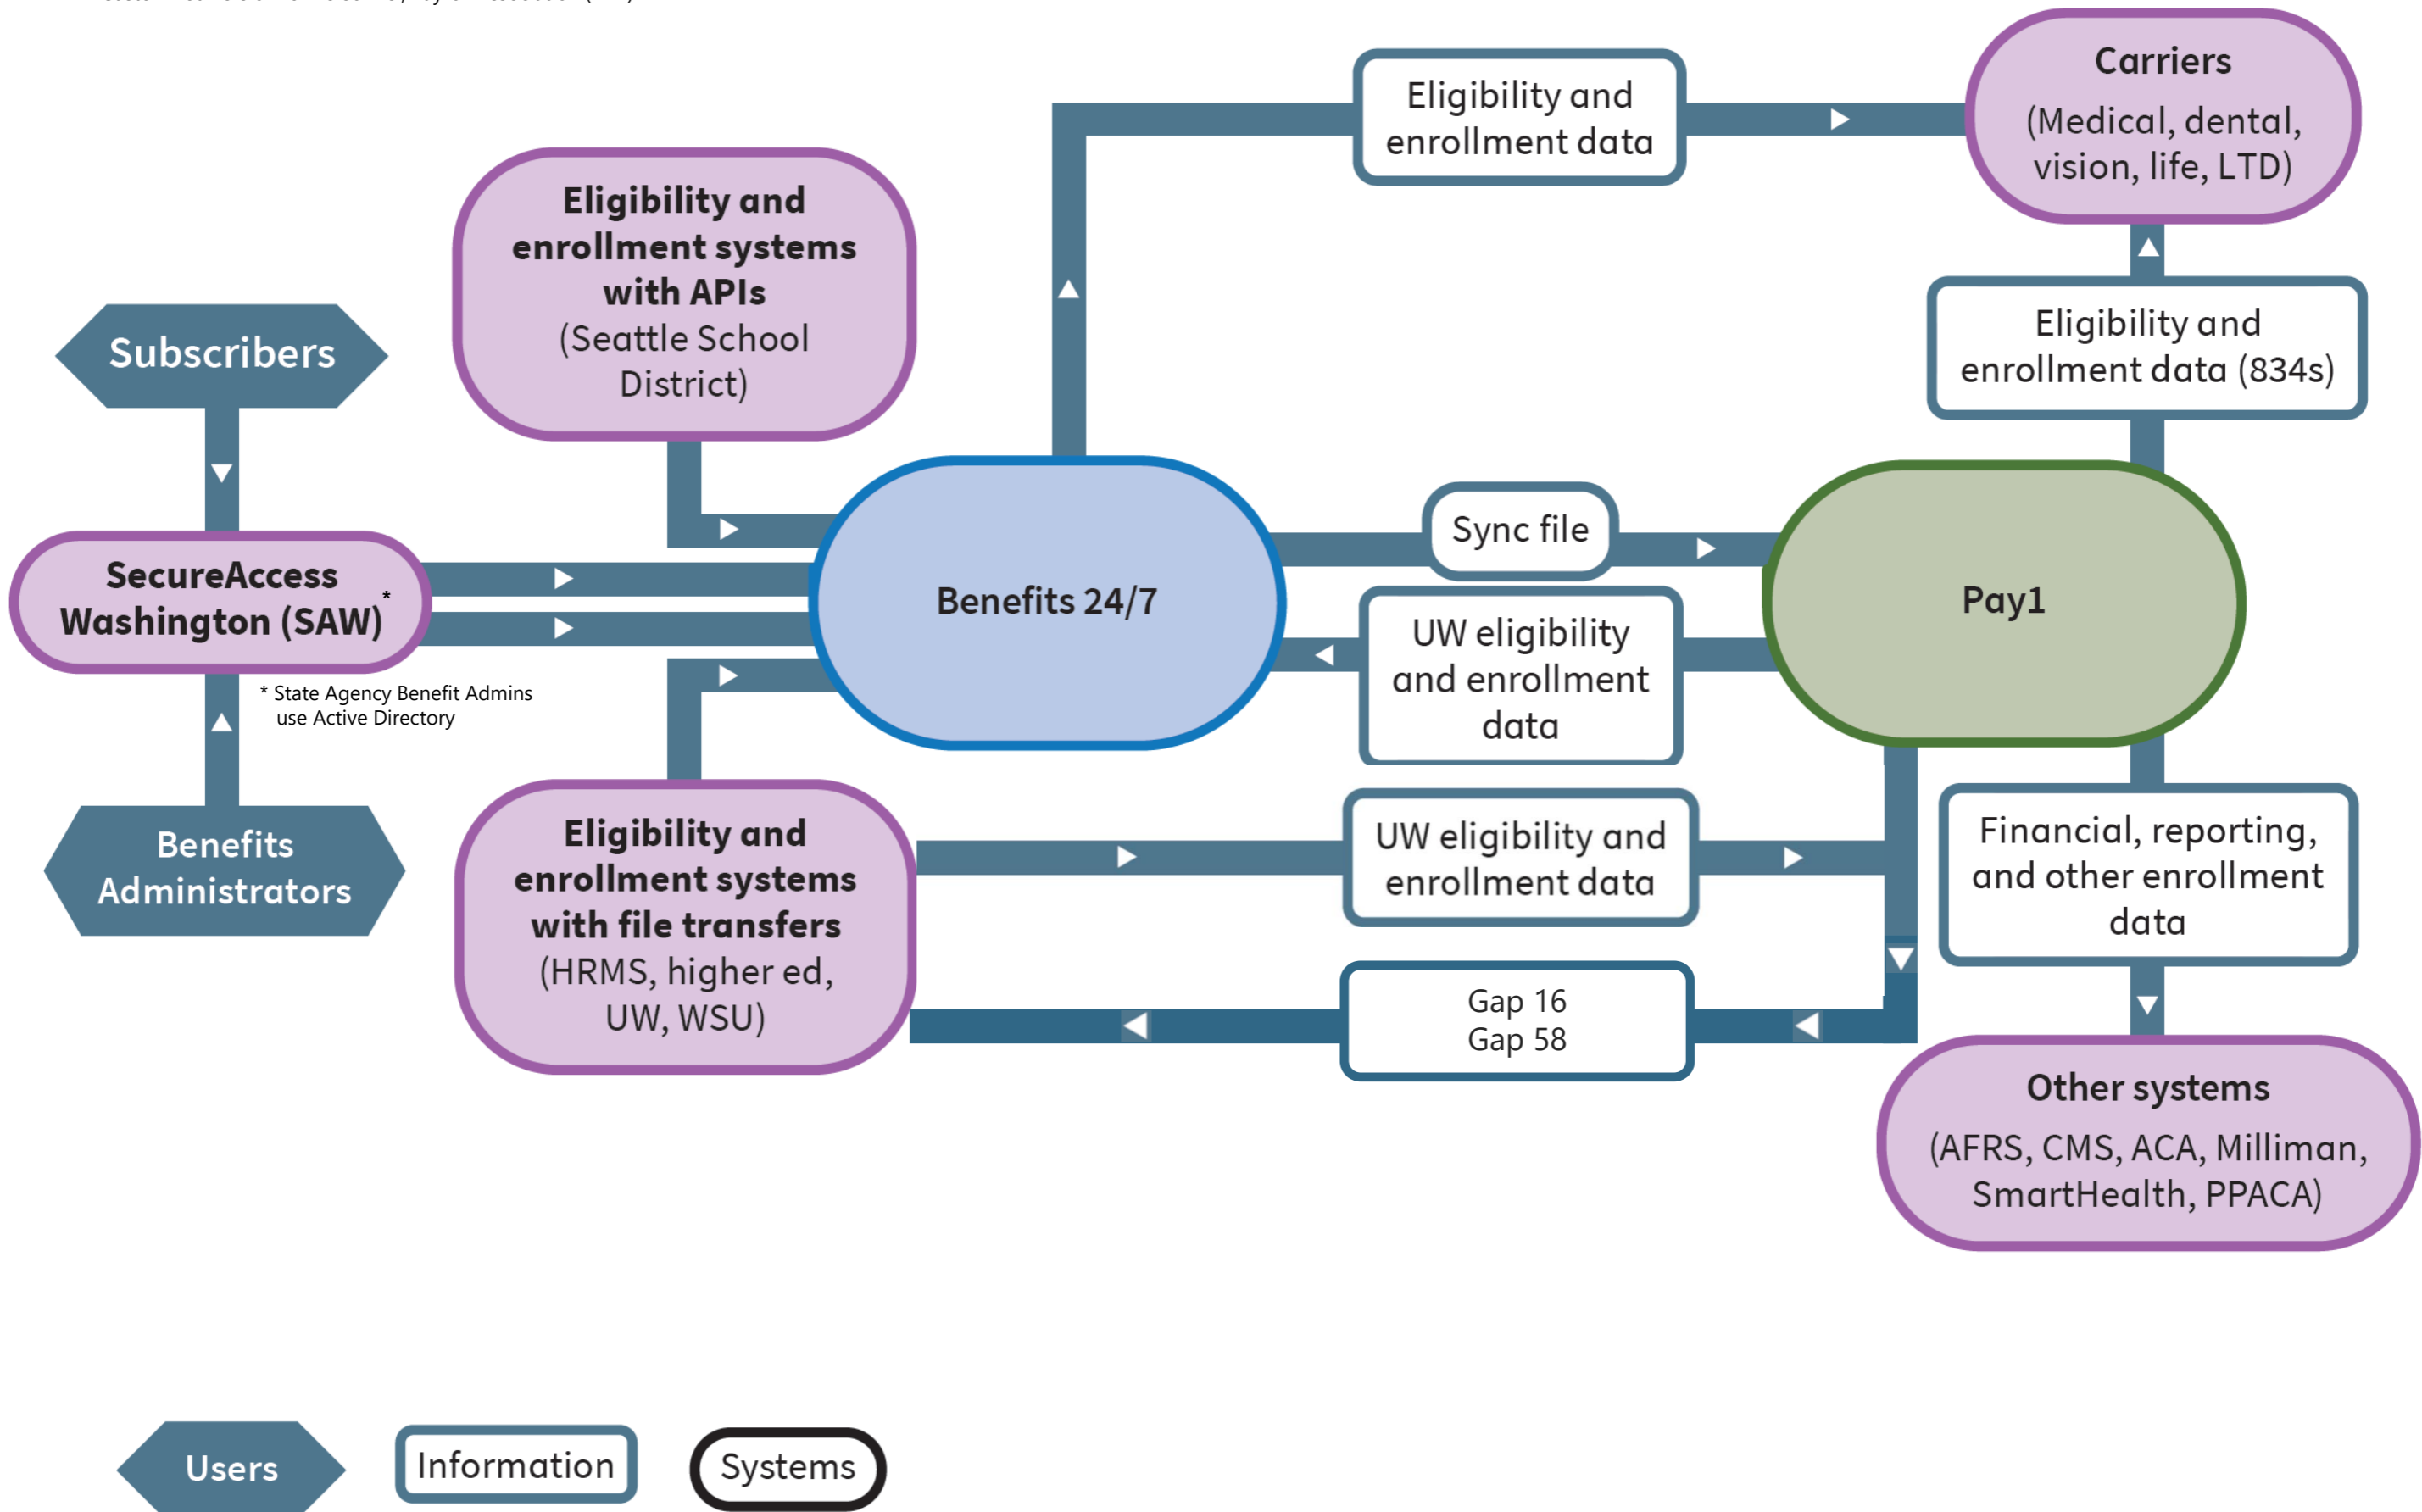 Eligibility and
enrollment data
Carriers
(Medical, dental,
vision, life, LTD)
Eligibility and
enrollment systems
with APIs
(Seattle School
District)
Subscribers
Eligibility and
enrollment data (834s)
Sync file
SecureAccess
Washington (SAW)*
Benefits 24/7
Pay1
UW eligibility
and enrollment
data
* State Agency Benefit Admins
use Active Directory
Benefits
Administrators
Eligibility and
enrollment systems
with file transfers
(HRMS, higher ed,
UW, WSU)
UW eligibility and
enrollment data
Financial, reporting,
and other enrollment
data
Gap 16
Gap 58
Other systems
(AFRS, CMS, ACA, Milliman,
SmartHealth, PPACA)
Users
Information
Systems